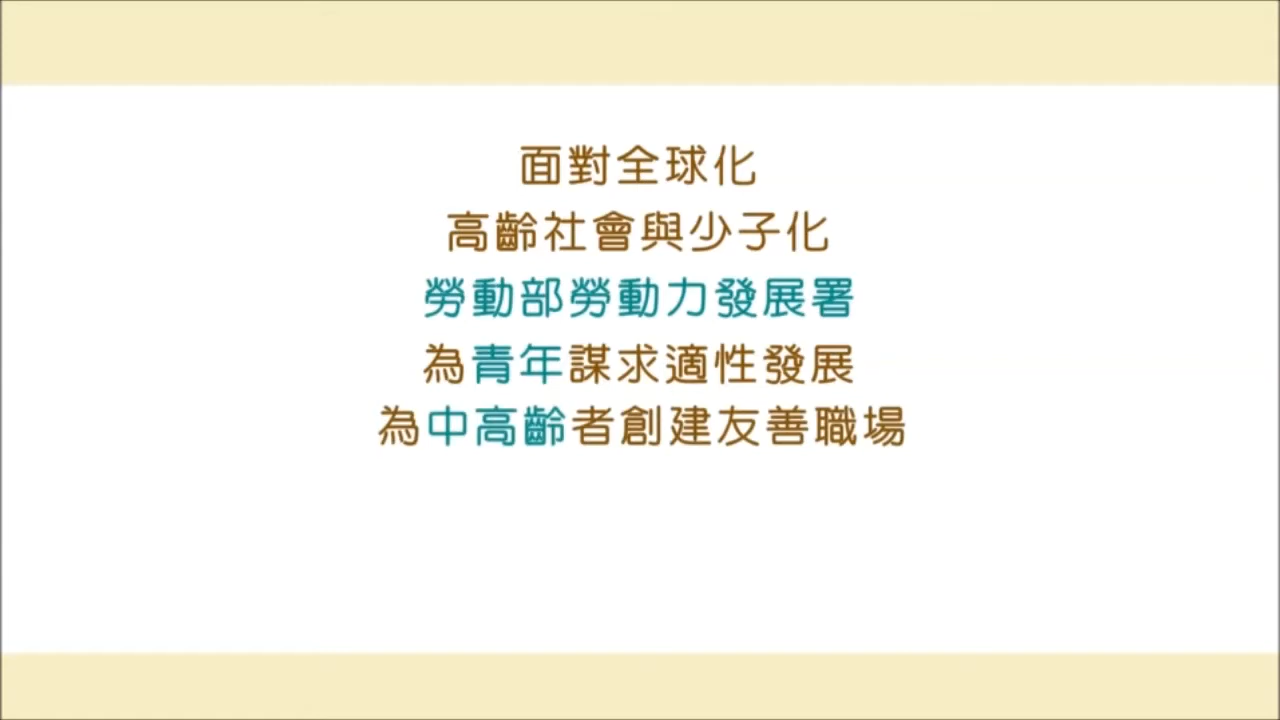 面對全球化
高齡社會與少子化
勞動部勞動力發展署
為青年謀求適性發展
為中高齡者創建友善職場